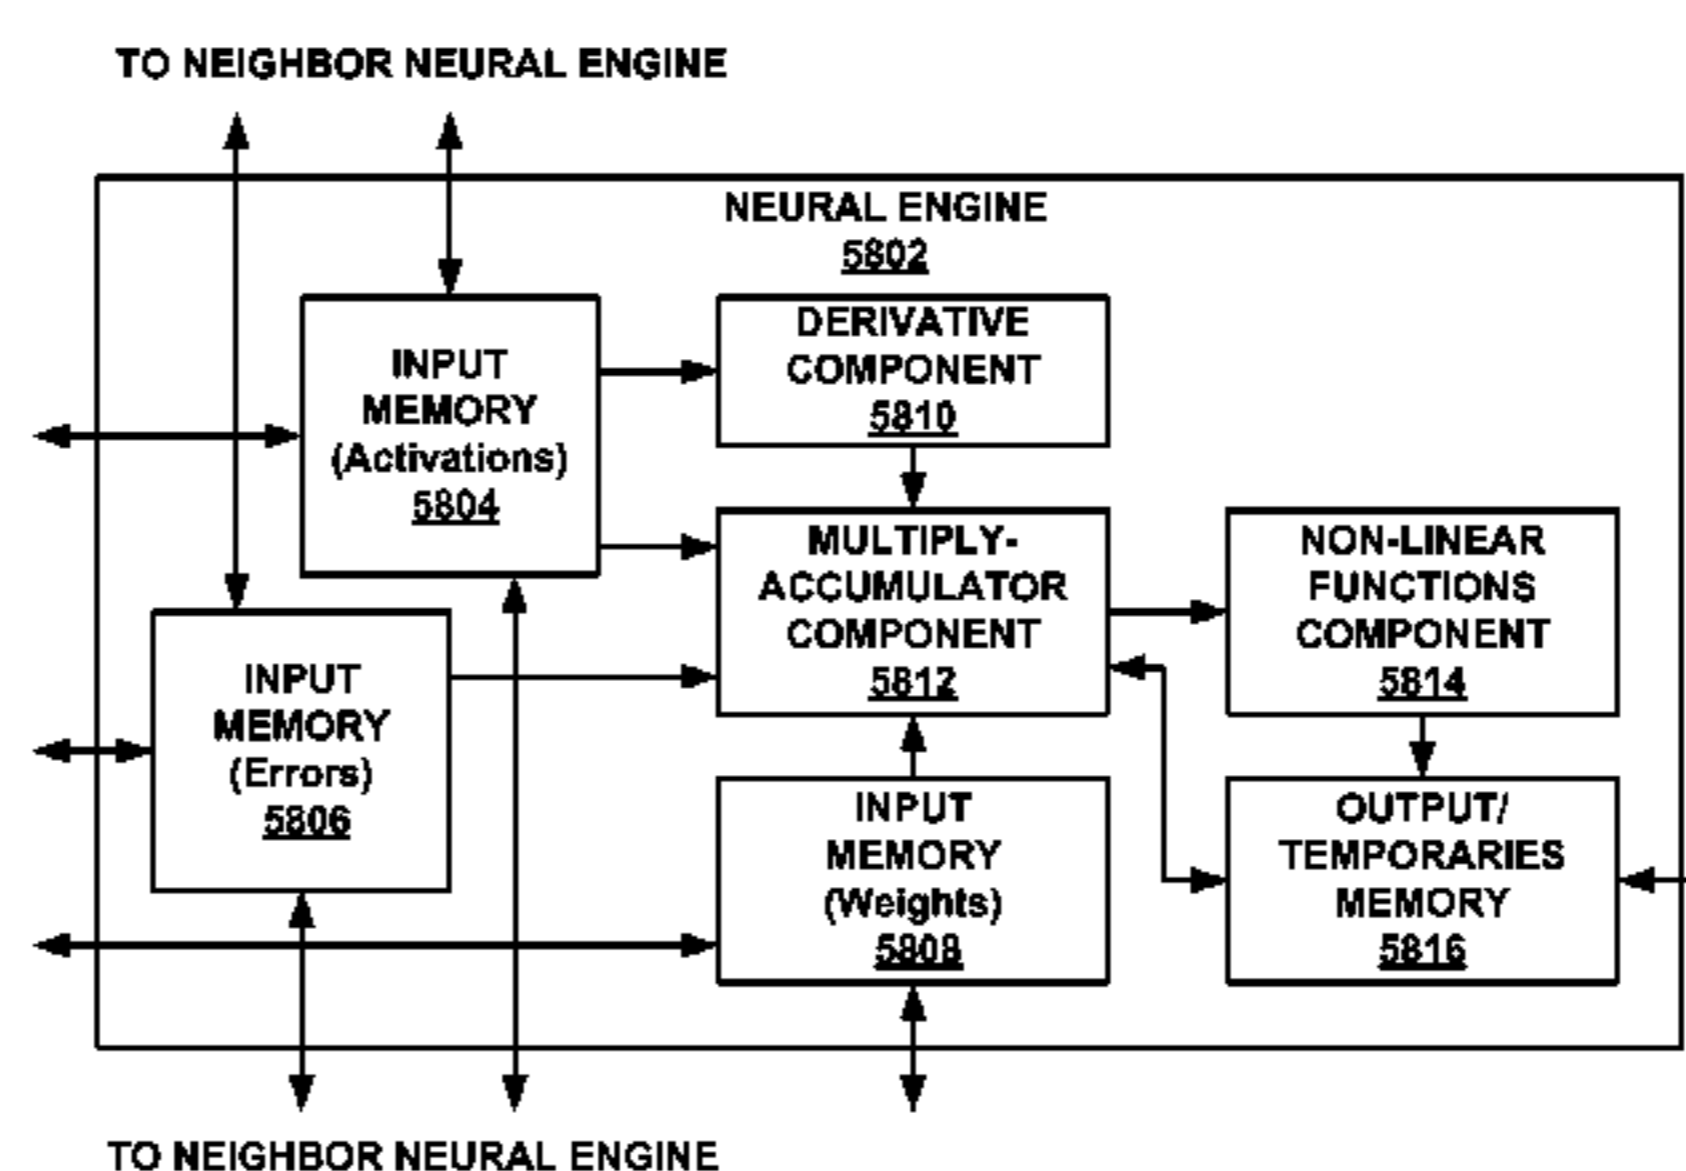 TO NEIGHBOR NEURAL ENGINE
NEURAL ENGINE
5802
INPUT
MEMORY
(Activations)
5804
DERIVATIVE
COMPONENT
5810
MULTIPLY-
ACCUMULATOR
COMPONENT
5812
NON-LINEAR
FUNCTIONS
COMPONENT
5814
INPUT
MEMORY
(Errors)
5806
INPUT
MEMORY
(Weights)
5808
OUTPUT/
TEMPORARIES
MEMORY
5816
TO NEIGHBOR NEURAL ENGINE